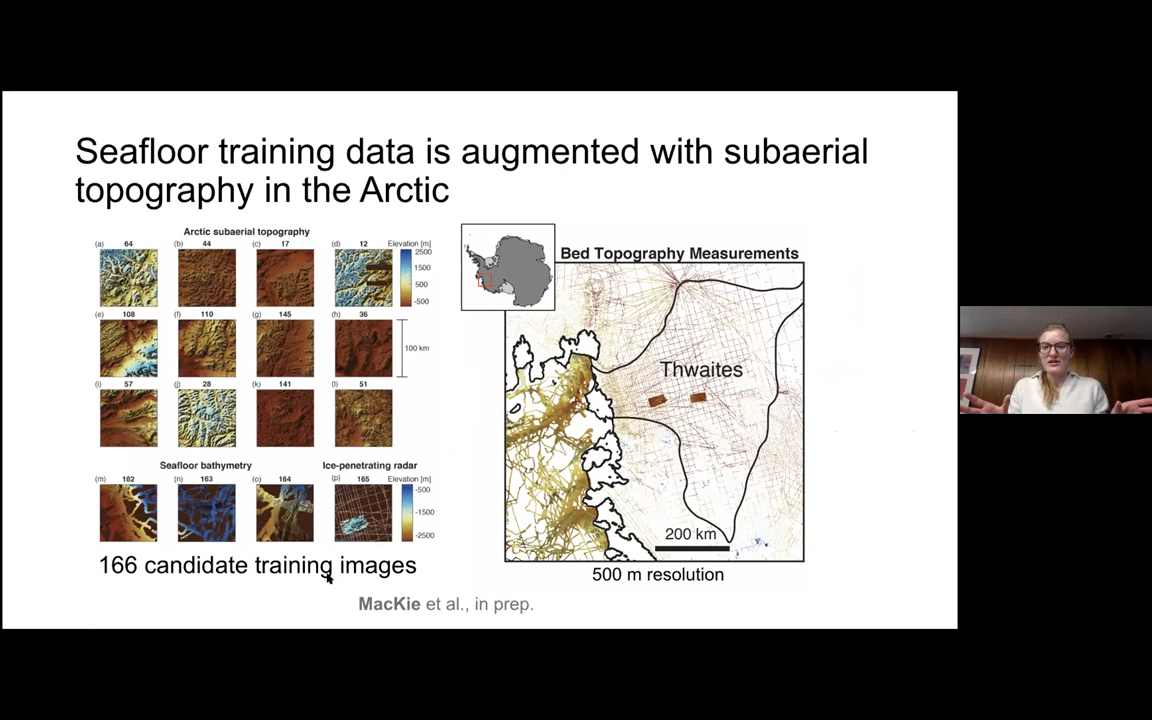 Seafloor training data is augmented with subaerial
topography in the Arctic
Arctic subaerial topography
(a) 64 (b) 44 (c) 17 (d) 12 Elevation [m]
2500
1500
500
-500
(e) 108 (f) 110 (g) 145 (h) 36
100 km
(i) 57 (j) 28 (k) 141 (l) 51
Seafloor bathymetry Ice-penetrating radar
(m) 162 (n) 163 (o) 164 (p) 165 Elevation [m]
-500
-1500
-2500
166 candidate training images
Bed Topography Measurements
Thwaites
200 km
500 m resolution
MacKie et al., in prep.